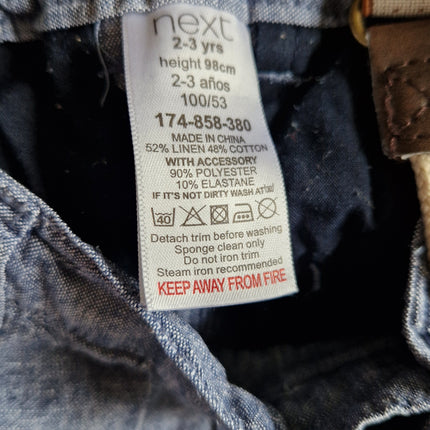 next
2-3 yrs
height 98cm
2-3 años
100/53
174-858-380
MADE IN CHINA
52% LINEN 48% COTTON
WITH ACCESSORY
90% POLYESTER
10% ELASTANE
IF IT'S NOT DIRTY WASH AT
40
Detach trim before washing
Sponge clean only
Do not iron trim
Steam iron recommended
KEEP AWAY FROM FIRE